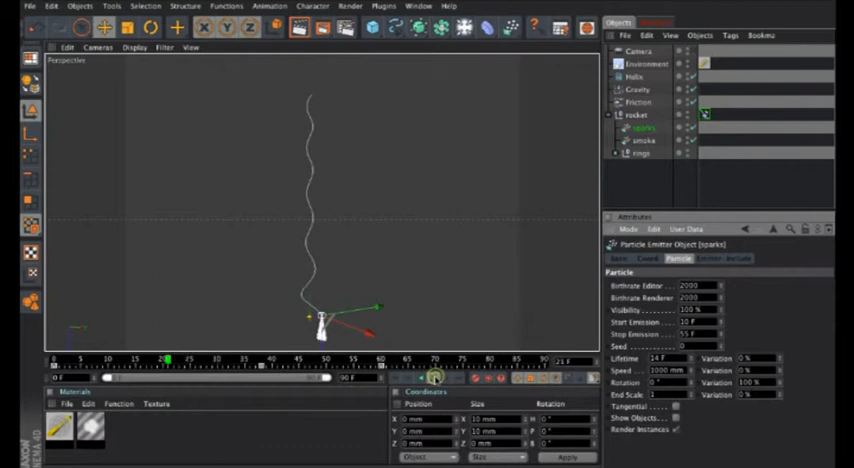 File Edit Objects Tools Selection Structure Functions Animation Character Render Plugins Window Help
Edit Cameras Display Filter View
Perspective
Objects
File Edit View Objects Tags Bookma
Camera
Environment
Helix
Gravity
Friction
rocket
sparks
smoke
rings
Attributes
Mode Edit User Data
Particle Emitter Object [sparks]
Basic Coord. Particle Emitter Include
Particle
Birthrate Editor 2000
Birthrate Renderer 2000
Visibility 100 %
Start Emission 10 F
Stop Emission 55 F
Seed 0
Lifetime 14 F Variation 0 %
Speed 1000 mm Variation 0 %
Rotation 0 ° Variation 100 %
End Scale 1 Variation 0 %
Tangential
Show Objects
Render Instances
0 5 10 15 20 25 30 35 40 45 50 55 60 65 70 75 80 85 90 21 F
0 F 90 F 90 F
Materials
File Edit Function Texture
Coordinates
Position Size Rotation
X 0 mm X 10 mm H 0 °
Y 0 mm Y 10 mm P 0 °
Z 0 mm Z 0 mm B 0 °
Object Size Apply